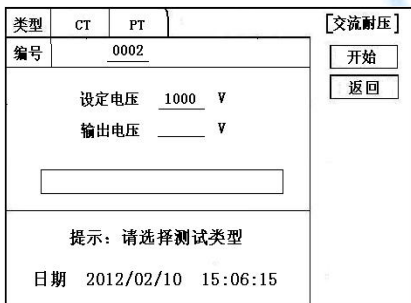 类型 CT PT [交流耐压]
编号 0002 开始
返回
设定电压 1000 V
输出电压 V
提示：请选择测试类型
日期 2012/02/10 15:06:15